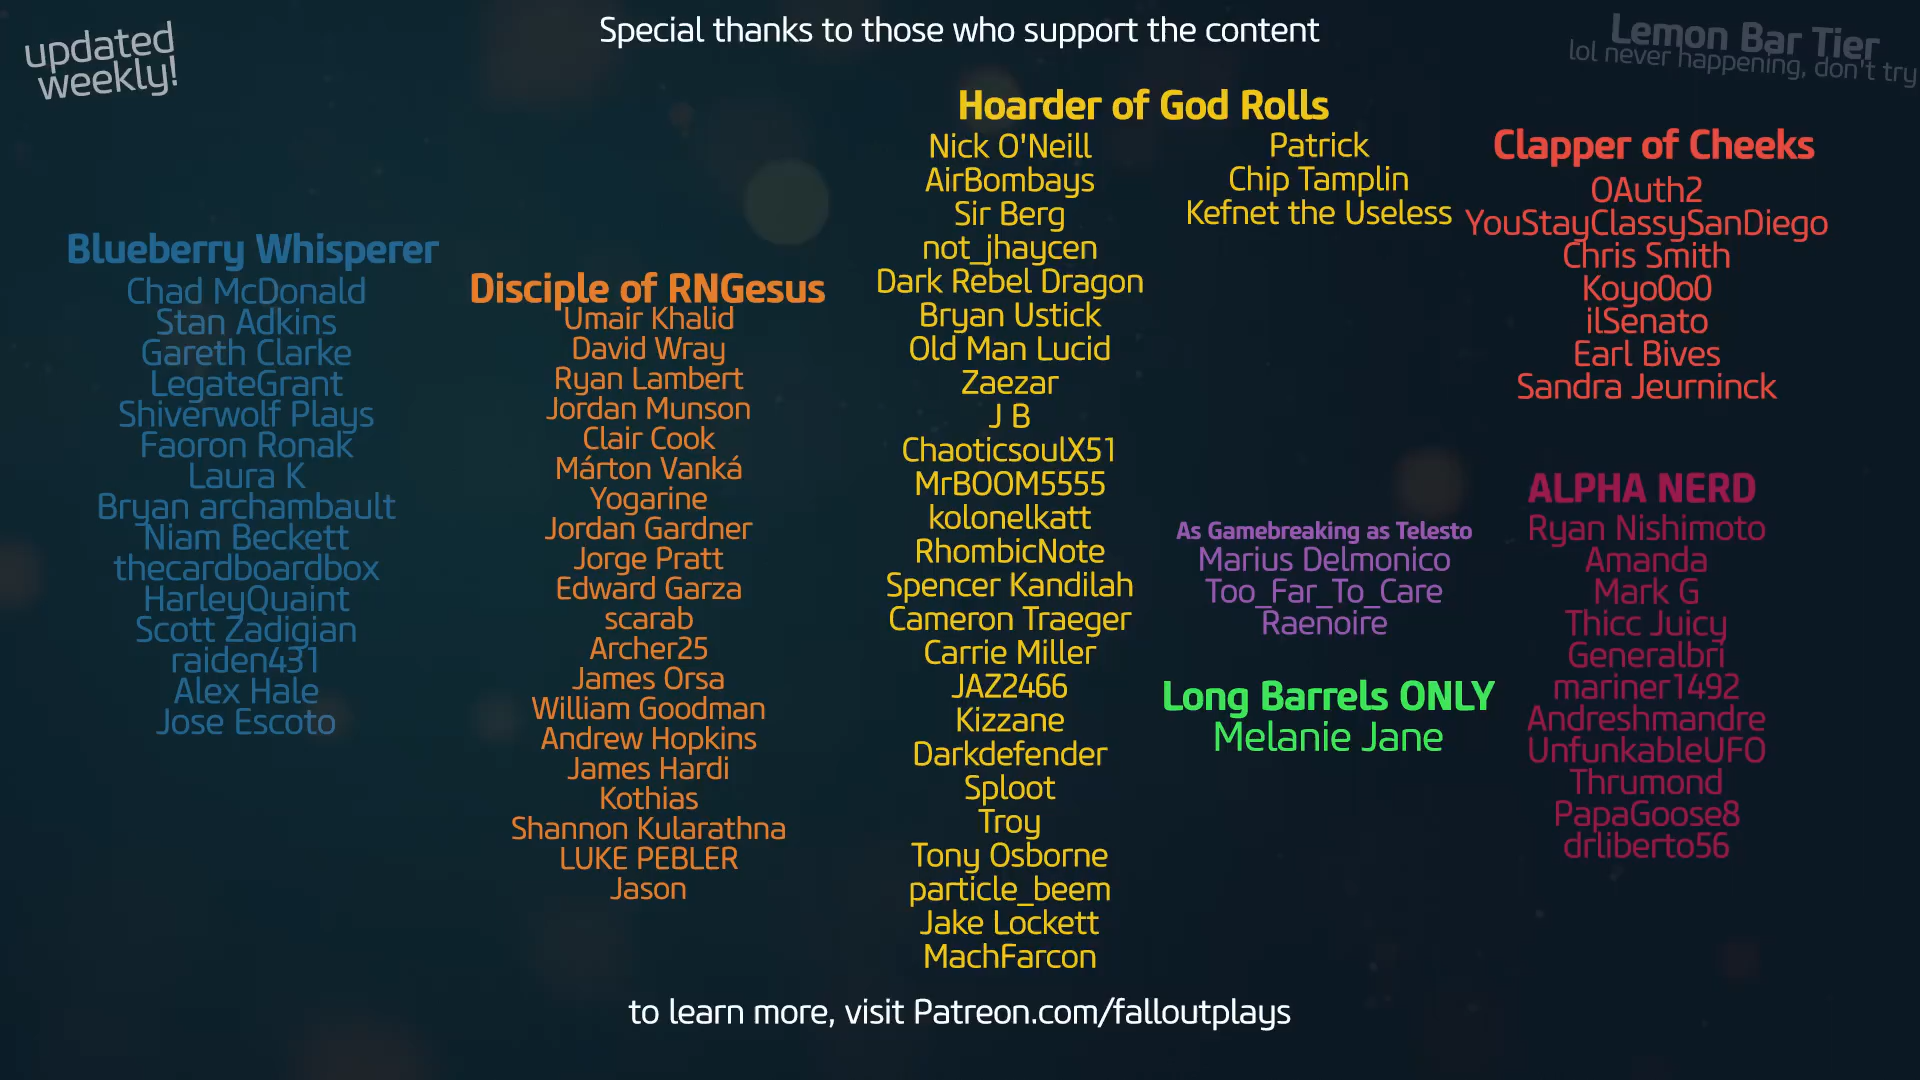 updated
weekly!
Special thanks to those who support the content
Lemon Bar Tier
lol never happening, don't try
Blueberry Whisperer
Chad McDonald
Stan Adkins
Gareth Clarke
LegateGrant
Shiverwolf Plays
Faoron Ronak
Laura K
Bryan archambault
Niam Beckett
thecardboardbox
HarleyQuaint
Scott Zadigian
raiden431
Alex Hale
Jose Escoto
Disciple of RNGesus
Umair Khalid
David Wray
Ryan Lambert
Jordan Munson
Clair Cook
Márton Vanká
Yogarine
Jordan Gardner
Jorge Pratt
Edward Garza
scarab
Archer25
James Orsa
William Goodman
Andrew Hopkins
James Hardi
Kothias
Shannon Kularathna
LUKE PEBLER
Jason
Hoarder of God Rolls
Nick O'Neill
AirBombays
Sir Berg
not_jhaycen
Dark Rebel Dragon
Bryan Ustick
Old Man Lucid
Zaezar
J B
ChaoticsoulX51
MrBOOM5555
kolonelkatt
RhombicNote
Spencer Kandilah
Cameron Traeger
Carrie Miller
JAZ2466
Kizzane
Darkdefender
Sploot
Troy
Tony Osborne
particle_beem
Jake Lockett
MachFarcon
Patrick
Chip Tamplin
Kefnet the Useless
As Gamebreaking as Telesto
Marius Delmonico
Too_Far_To_Care
Raenoire
Long Barrels ONLY
Melanie Jane
Clapper of Cheeks
OAuth2
YouStayClassySanDiego
Chris Smith
Koyo0o0
ilSenato
Earl Bives
Sandra Jeurninck
ALPHA NERD
Ryan Nishimoto
Amanda
Mark G
Thicc Juicy
Generalbri
mariner1492
Andreshmandre
UnfunkableUFO
Thrumond
PapaGoose8
drliberto56
to learn more, visit Patreon.com/falloutplays